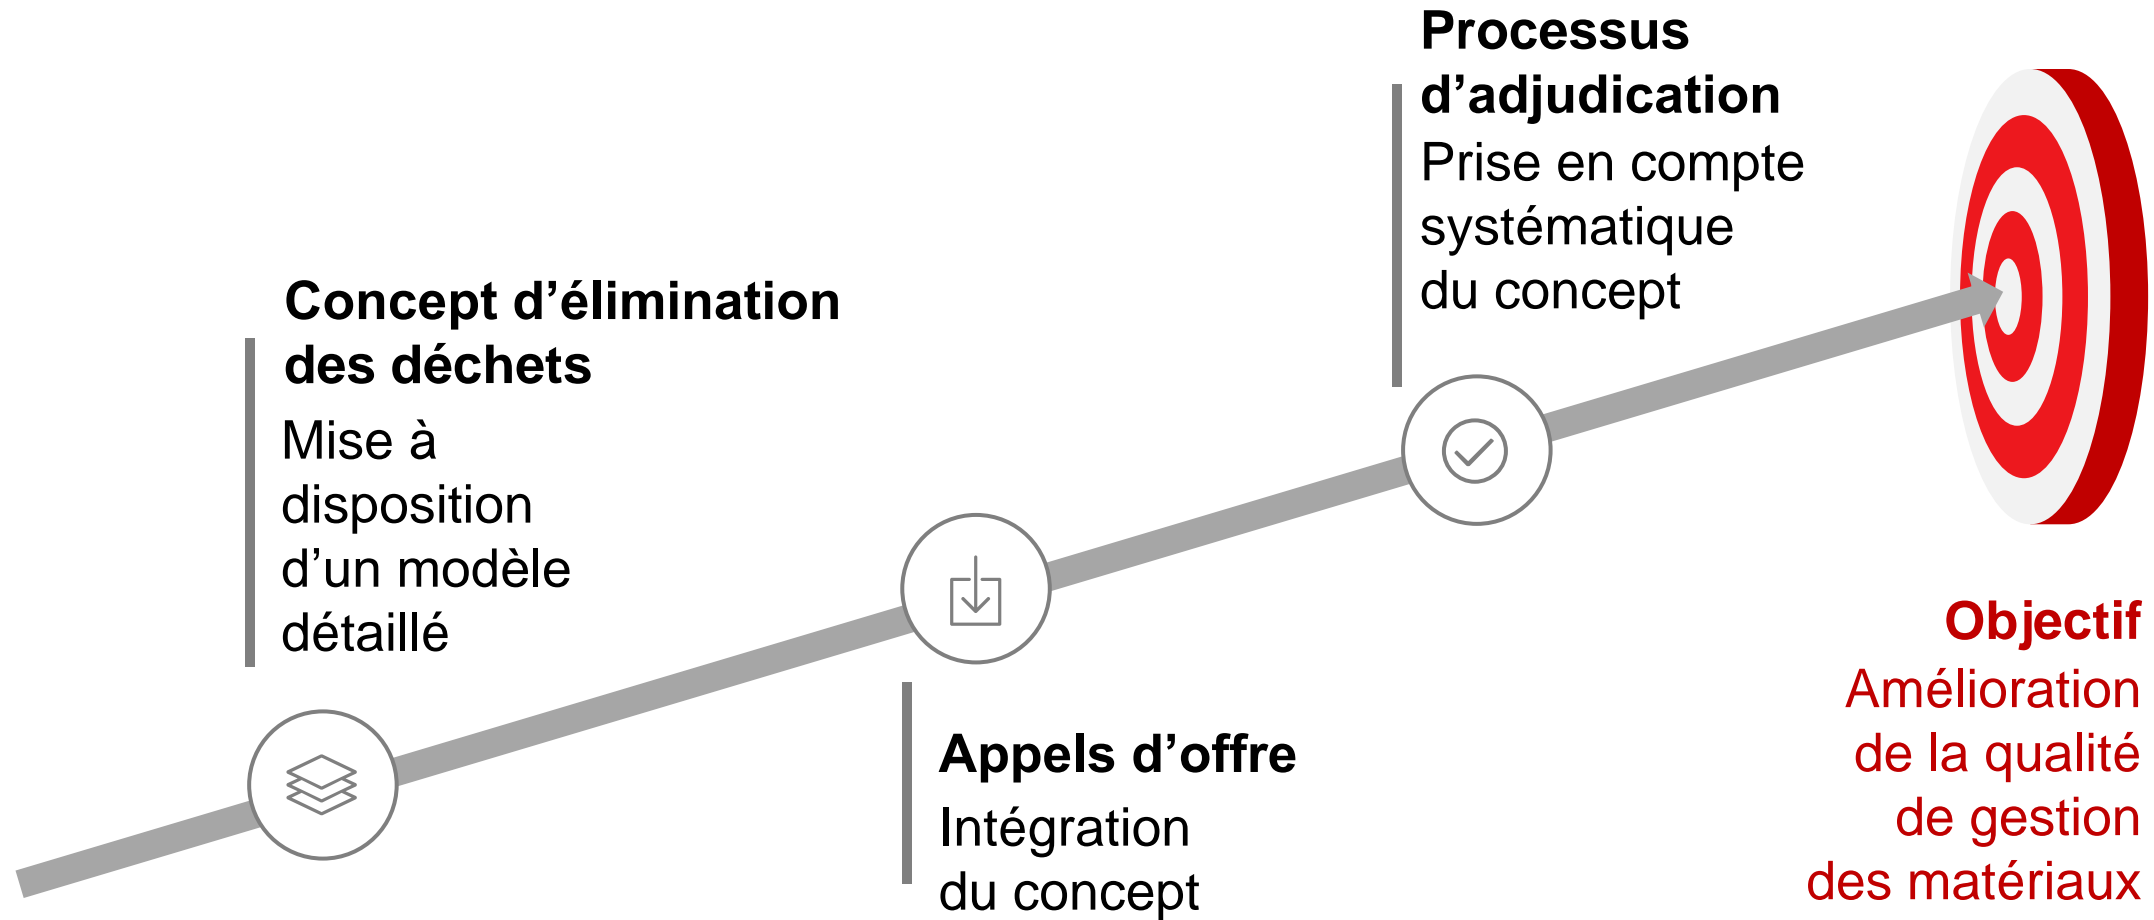 Concept d’élimination
des déchets
Mise à
disposition
d’un modèle
détaillé
Appels d’offre
Intégration
du concept
Processus
d’adjudication
Prise en compte
systématique
du concept
Objectif
Amélioration
de la qualité
de gestion
des matériaux